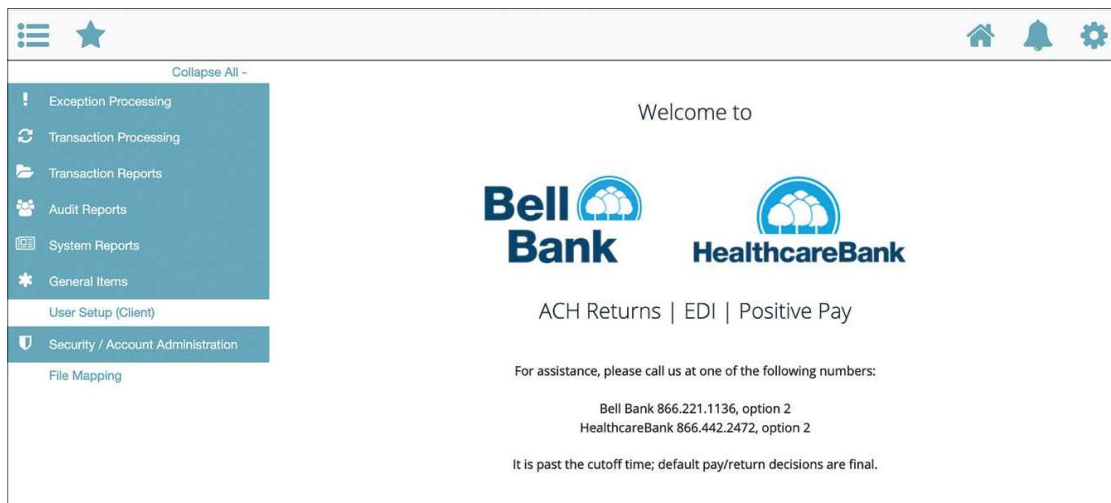 Collapse All -
Exception Processing
Transaction Processing
Transaction Reports
Audit Reports
System Reports
General Items
User Setup (Client)
Security / Account Administration
File Mapping
Welcome to
Bell
Bank
HealthcareBank
ACH Returns | EDI | Positive Pay
For assistance, please call us at one of the following numbers:
Bell Bank 866.221.1136, option 2
HealthcareBank 866.442.2472, option 2
It is past the cutoff time; default pay/return decisions are final.